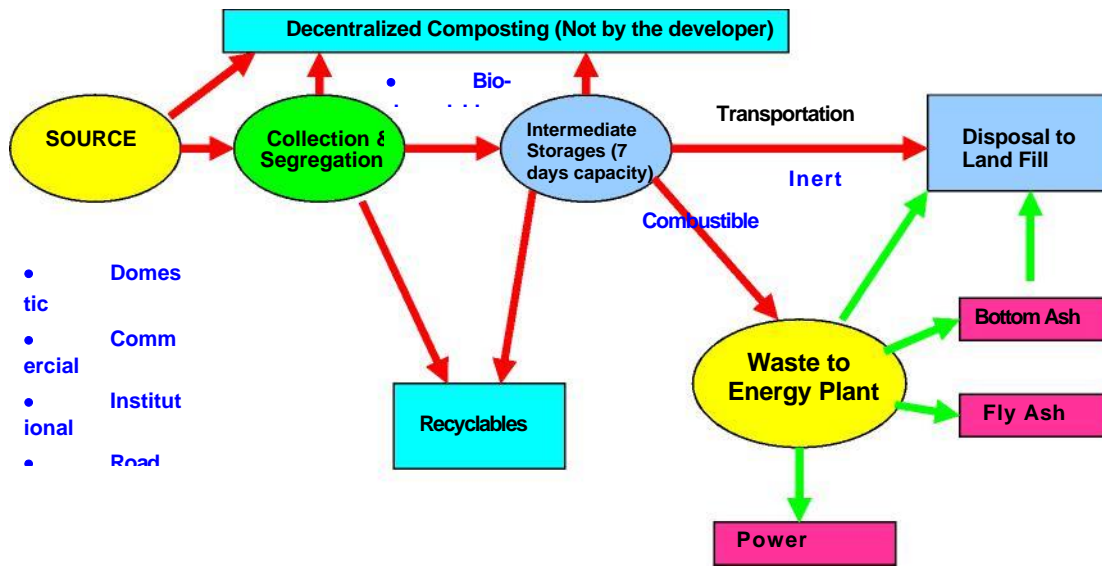 Decentralized Composting (Not by the developer)
• Bio-
Transportation
SOURCE
Collection &
Segregation
Intermediate
Storages (7
days capacity)
Disposal to
Land Fill
Inert
Combustible
• Domes
tic
• Comm
ercial
• Institut
ional
• Road
Recyclables
Waste to
Energy Plant
Bottom Ash
Fly Ash
Power